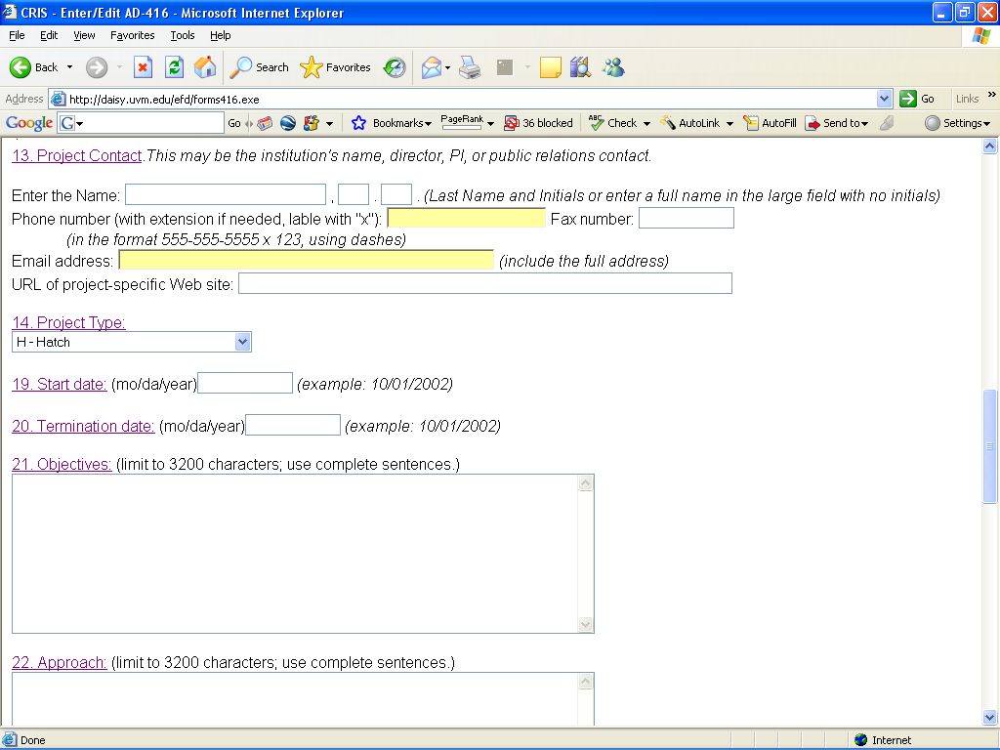 CRIS - Enter/Edit AD-416 - Microsoft Internet Explorer
File Edit View Favorites Tools Help
Back Search Favorites
Address http://daisy.uvm.edu/efd/forms416.exe Go Links »
Google G Go Bookmarks PageRank 36 blocked ABC Check AutoLink AutoFill Send to Settings
13. Project Contact.This may be the institution's name, director, PI, or public relations contact.
Enter the Name: , . . (Last Name and Initials or enter a full name in the large field with no initials)
Phone number (with extension if needed, lable with "x"): Fax number:
(in the format 555-555-5555 x 123, using dashes)
Email address: (include the full address)
URL of project-specific Web site:
14. Project Type:
H - Hatch
19. Start date: (mo/da/year) (example: 10/01/2002)
20. Termination date: (mo/da/year) (example: 10/01/2002)
21. Objectives: (limit to 3200 characters; use complete sentences.)
22. Approach: (limit to 3200 characters; use complete sentences.)
Done Internet